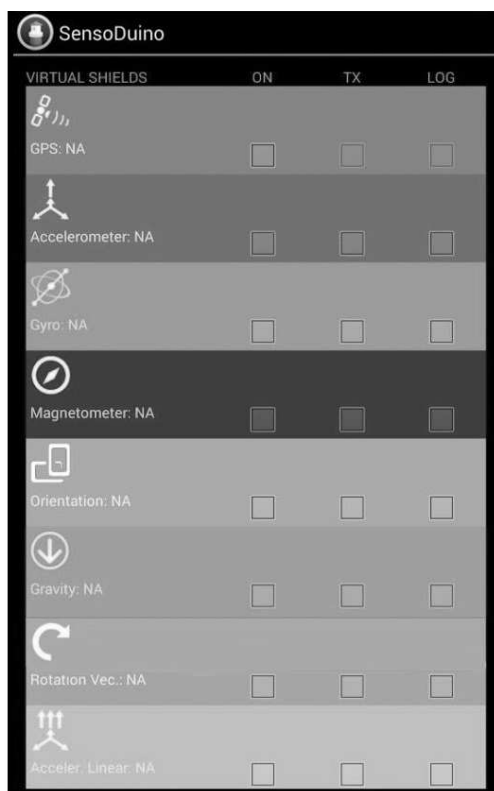 SensoDuino
VIRTUAL SHIELDS ON TX LOG
GPS: NA
Accelerometer: NA
Gyro: NA
Magnetometer: NA
Orientation: NA
Gravity: NA
Rotation Vec.: NA
Acceler. Linear: NA